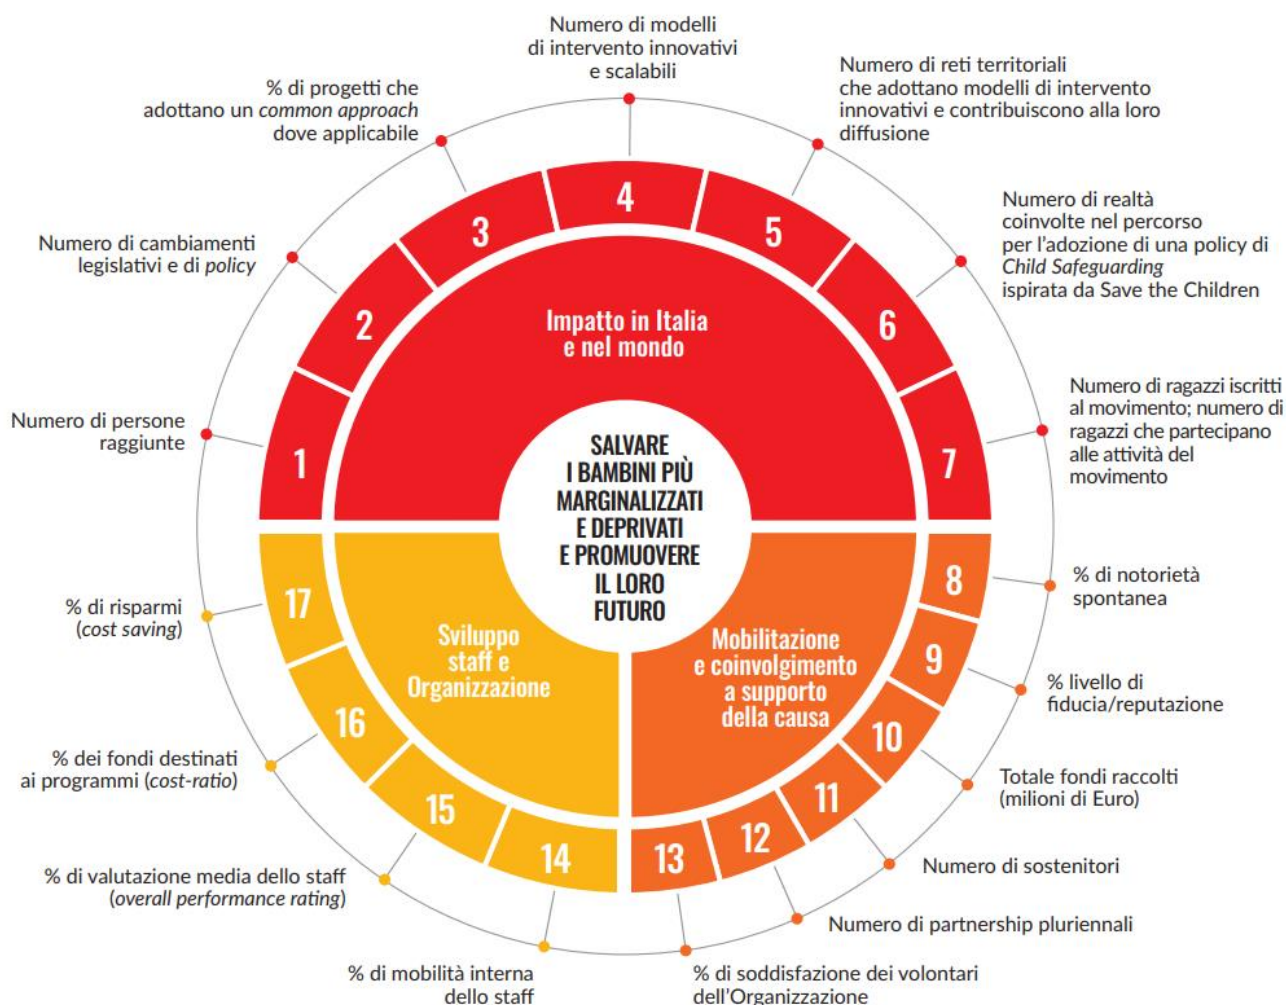 Numero di modelli
di intervento innovativi
e scalabili
Numero di reti territoriali
che adottano modelli di intervento
innovativi e contribuiscono alla loro
diffusione
% di progetti che
adottano un common approach
dove applicabile
Numero di realtà
coinvolte nel percorso
per l'adozione di una policy di
Child Safeguarding
ispirata da Save the Children
Numero di cambiamenti
legislativi e di policy
Numero di ragazzi iscritti
al movimento; numero di
ragazzi che partecipano
alle attività del
movimento
Numero di persone
raggiunte
1
2
3
4
5
6
7
Impatto in Italia
e nel mondo
SALVARE
I BAMBINI PIÙ
MARGINALIZZATI
E DEPRIVATI
E PROMUOVERE
IL LORO
FUTURO
8
9
10
11
12
13
Mobilitazione
e coinvolgimento
a supporto
della causa
% di notorietà
spontanea
% livello di
fiducia/reputazione
Totale fondi raccolti
(milioni di Euro)
Numero di sostenitori
Numero di partnership pluriennali
% di soddisfazione dei volontari
dell'Organizzazione
14
15
16
17
Sviluppo
staff e
Organizzazione
% di mobilità interna
dello staff
% di valutazione media dello staff
(overall performance rating)
% dei fondi destinati
ai programmi (cost-ratio)
% di risparmi
(cost saving)